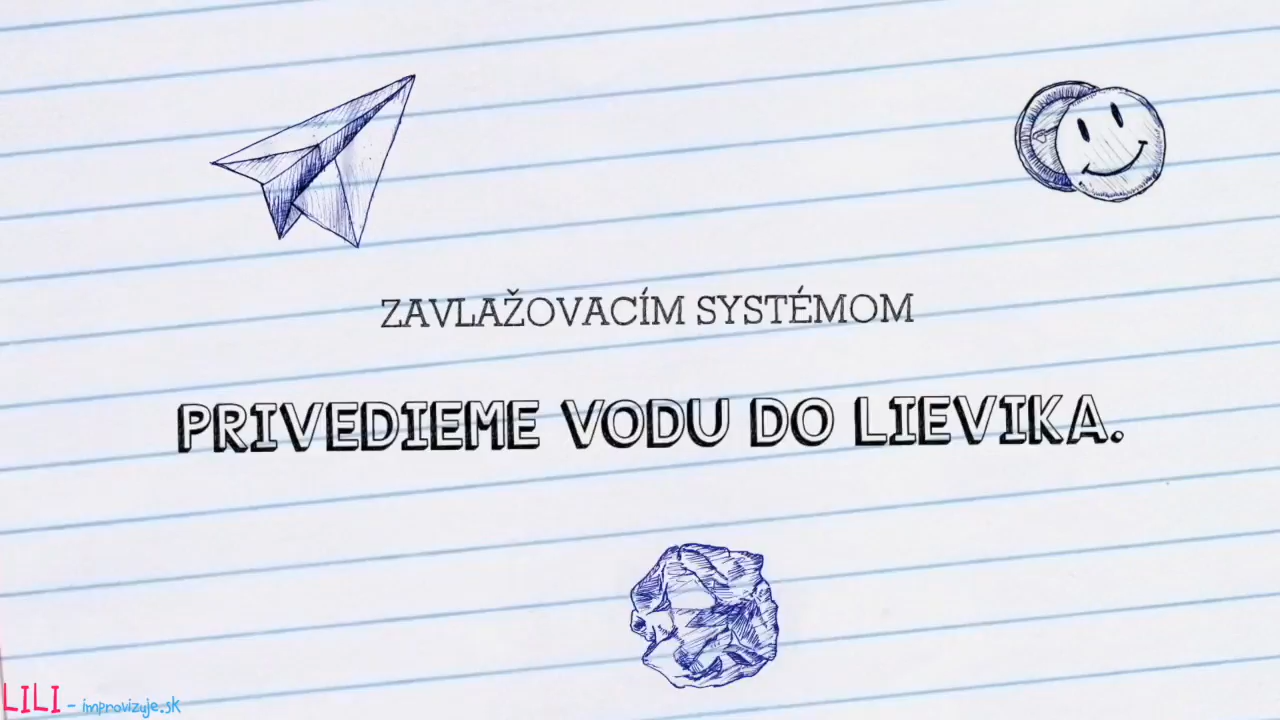 ZAVLAŽOVACÍM SYSTÉMOM
PRIVEDIEME VODU DO LIEVIKA.
LILI - improvizuje.sk